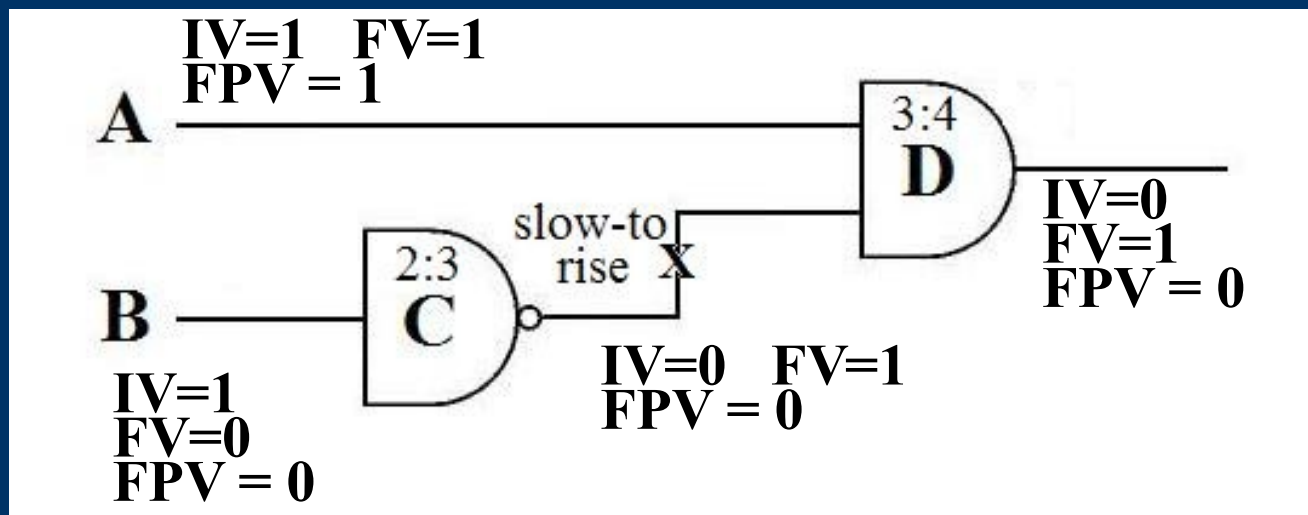 IV=1 FV=1
FPV = 1
A
3:4
D
IV=0
FV=1
FPV = 0
slow-to
rise X
2:3
C
B
IV=1
FV=0
FPV = 0
IV=0 FV=1
FPV = 0